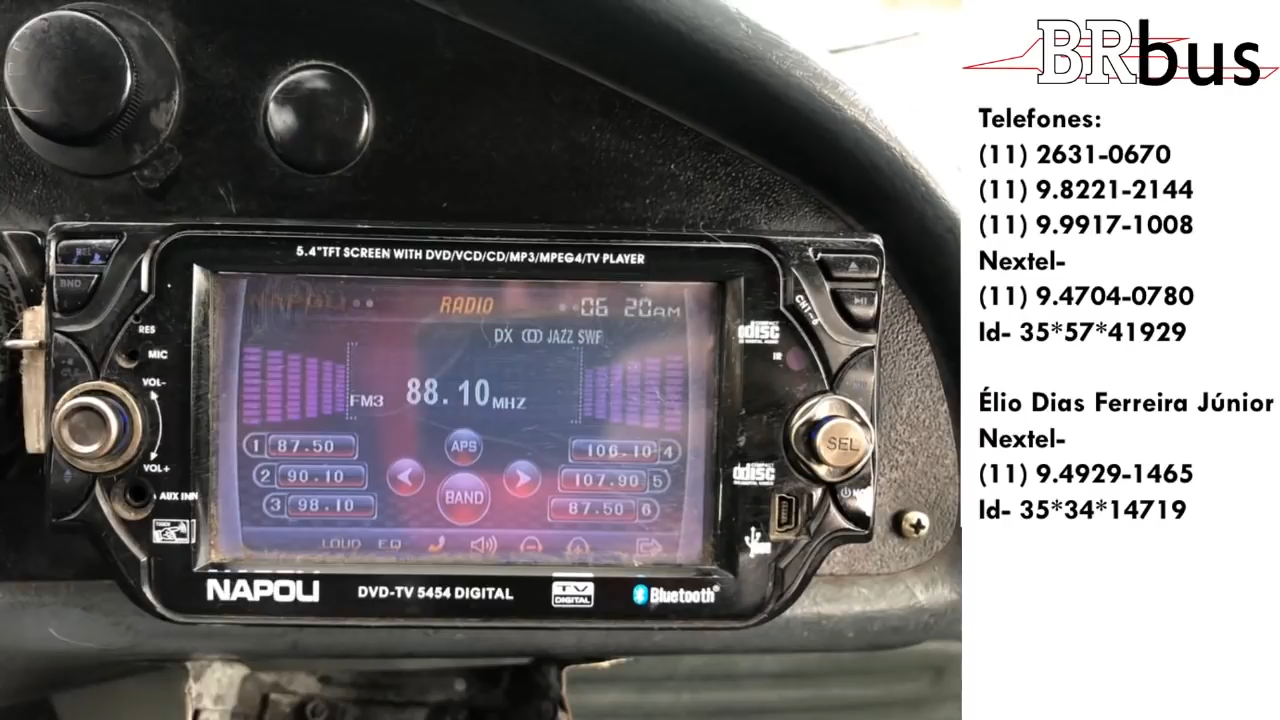 5.4"TFT SCREEN WITH DVD/VCD/CD/MP3/MPEG4/TV PLAYER
REL
BND
NAPOLI
RADIO
06 20AM
CH1-6
RES
MIC
DX JAZZ SWF
disc
IR
VOL-
FM3
88.10MHZ
1 87.50
APS
106.10 4
SEL
2 90.10
107.90 5
disc
VOL+
BAND
AUX INN
3 98.10
87.50 6
LOUD EQ
NAPOLI
DVD-TV 5454 DIGITAL
TV DIGITAL
Bluetooth®
BRbus
Telefones:
(11) 2631-0670
(11) 9.8221-2144
(11) 9.9917-1008
Nextel-
(11) 9.4704-0780
Id- 35*57*41929
Élio Dias Ferreira Júnior
Nextel-
(11) 9.4929-1465
Id- 35*34*14719